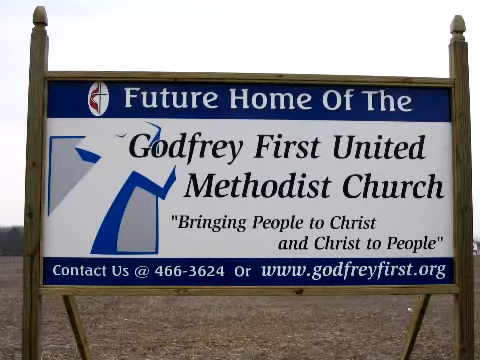 Future Home Of The
Godfrey First United
Methodist Church
"Bringing People to Christ
and Christ to People"
Contact Us @ 466-3624 Or www.godfreyfirst.org